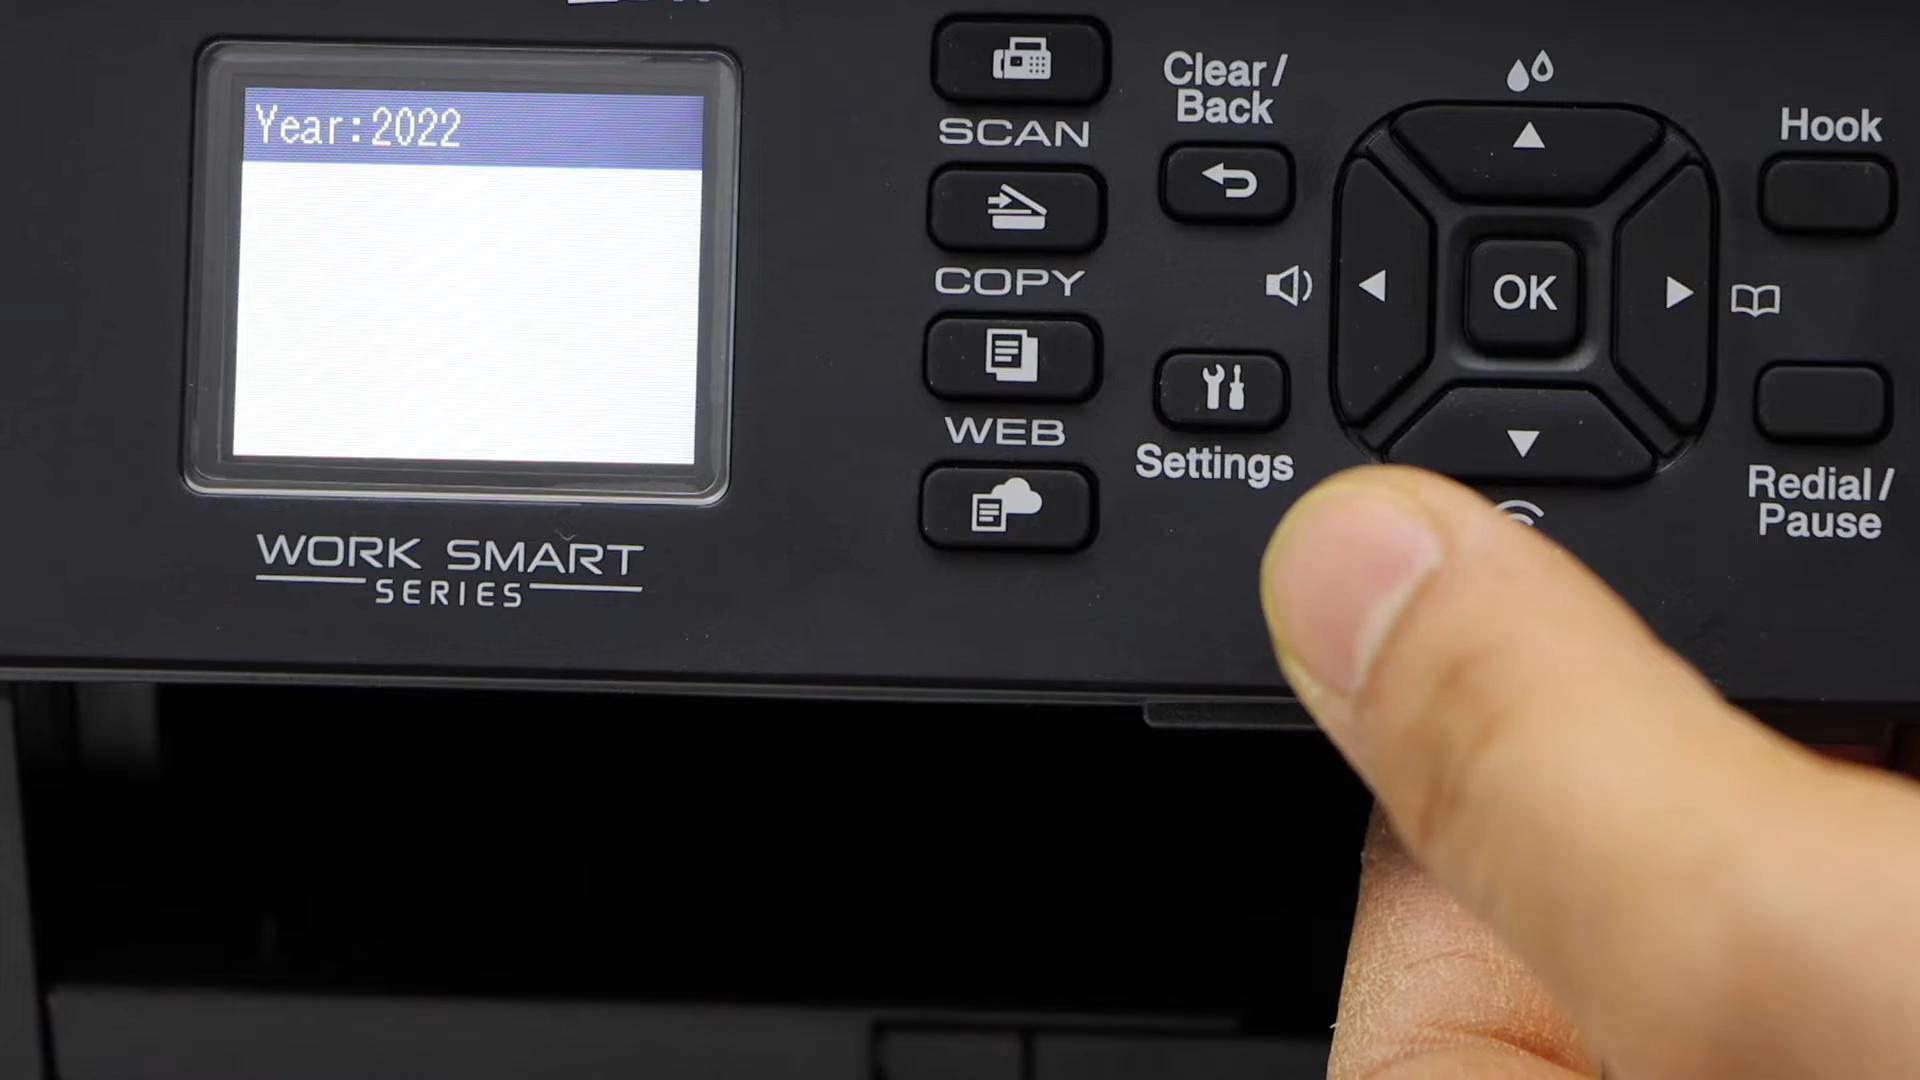 Year:2022
WORK SMART
SERIES
SCAN
COPY
WEB
Clear/
Back
Settings
OK
Hook
Redial/
Pause